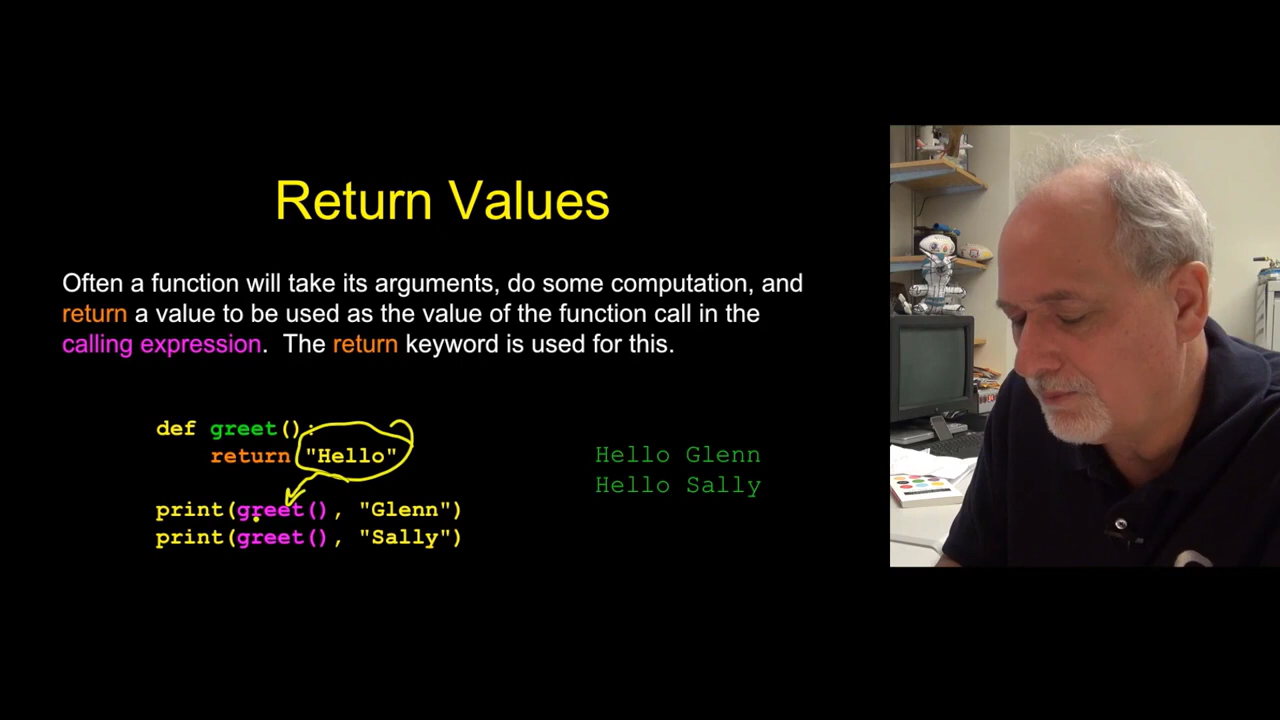 Return Values
Often a function will take its arguments, do some computation, and
return a value to be used as the value of the function call in the
calling expression. The return keyword is used for this.
def greet():
return "Hello"
print(greet(), "Glenn")
print(greet(), "Sally")
Hello Glenn
Hello Sally